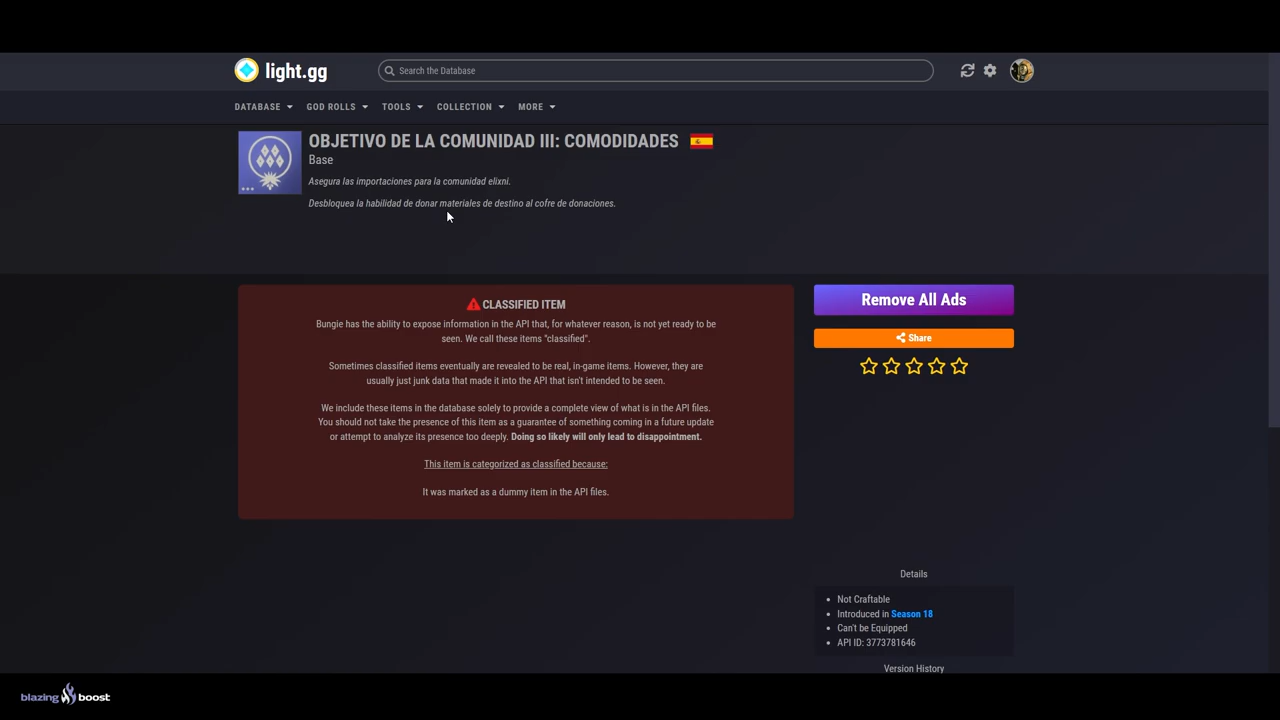 light.gg
Search the Database
DATABASE GOD ROLLS TOOLS COLLECTION MORE
OBJETIVO DE LA COMUNIDAD III: COMODIDADES
Base
Asegura las importaciones para la comunidad elixni.
Desbloquea la habilidad de donar materiales de destino al cofre de donaciones.
CLASSIFIED ITEM
Bungie has the ability to expose information in the API that, for whatever reason, is not yet ready to be
seen. We call these items "classified".
Sometimes classified items eventually are revealed to be real, in-game items. However, they are
usually just junk data that made it into the API that isn't intended to be seen.
We include these items in the database solely to provide a complete view of what is in the API files.
You should not take the presence of this item as a guarantee of something coming in a future update
or attempt to analyze its presence too deeply. Doing so likely will only lead to disappointment.
This item is categorized as classified because:
It was marked as a dummy item in the API files.
Remove All Ads
Share
Details
Not Craftable
Introduced in Season 18
Can't be Equipped
API ID: 3773781646
Version History
blazing boost